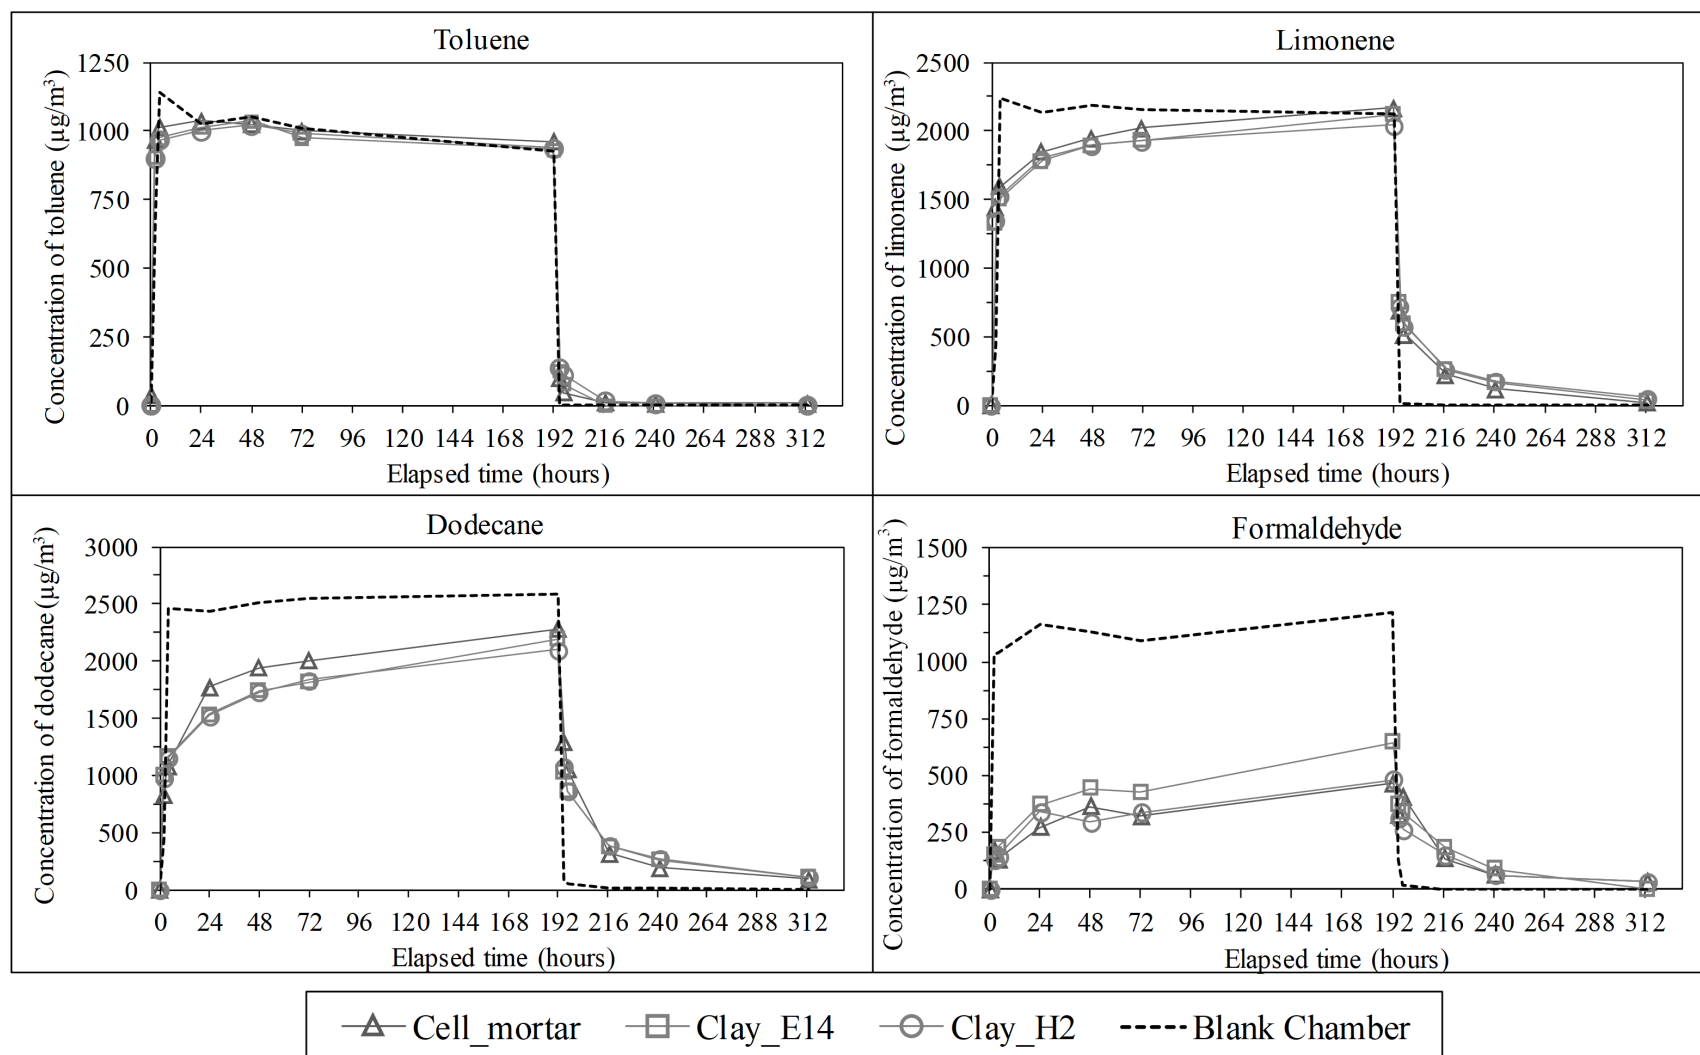 Toluene
Concentration of toluene (µg/m³)
1250
1000
750
500
250
0
0 24 48 72 96 120 144 168 192 216 240 264 288 312
Elapsed time (hours)
Limonene
Concentration of limonene (µg/m³)
2500
2000
1500
1000
500
0
0 24 48 72 96 120 144 168 192 216 240 264 288 312
Elapsed time (hours)
Dodecane
Concentration of dodecane (µg/m³)
3000
2500
2000
1500
1000
500
0
0 24 48 72 96 120 144 168 192 216 240 264 288 312
Elapsed time (hours)
Formaldehyde
Concentration of formaldehyde (µg/m³)
1500
1250
1000
750
500
250
0
0 24 48 72 96 120 144 168 192 216 240 264 288 312
Elapsed time (hours)
Cell_mortar Clay_E14 Clay_H2 Blank Chamber